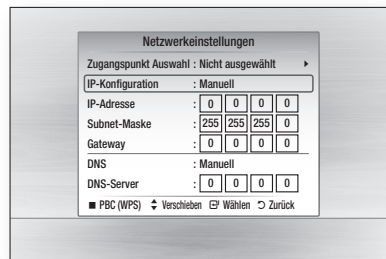 Netzwerkeinstellungen
Zugangspunkt Auswahl : Nicht ausgewählt
IP-Konfiguration : Manuell
IP-Adresse : 0 0 0 0
Subnet-Maske : 255 255 255 0
Gateway : 0 0 0 0
DNS : Manuell
DNS-Server : 0 0 0 0
PBC (WPS) Verschieben Wählen Zurück